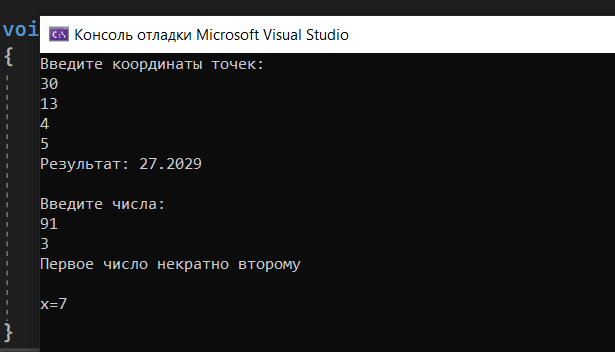 voi
{
Консоль отладки Microsoft Visual Studio
Введите координаты точек:
30
13
4
5
Результат: 27.2029
Введите числа:
91
3
Первое число некратно второму
x=7
}